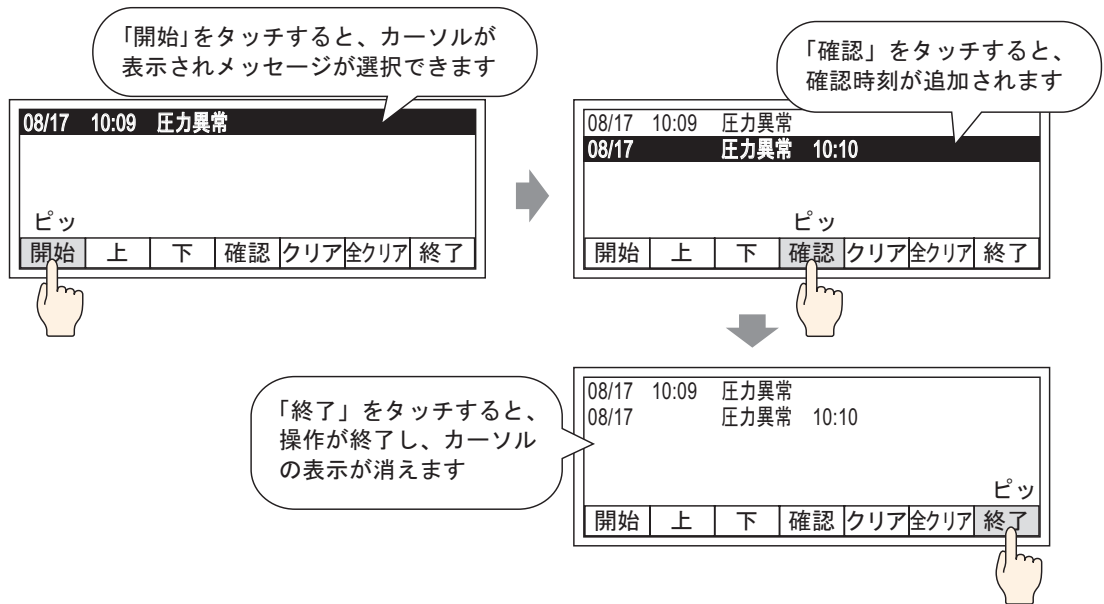 「開始」をタッチすると、カーソルが
表示されメッセージが選択できます
08/17 10:09 圧力異常
ピッ
開始 上 下 確認 クリア 全クリア 終了
「確認」をタッチすると、
確認時刻が追加されます
08/17 10:09 圧力異常
08/17 圧力異常 10:10
ピッ
開始 上 下 確認 クリア 全クリア 終了
「終了」をタッチすると、
操作が終了し、カーソル
の表示が消えます
08/17 10:09 圧力異常
08/17 圧力異常 10:10
ピッ
開始 上 下 確認 クリア 全クリア 終了